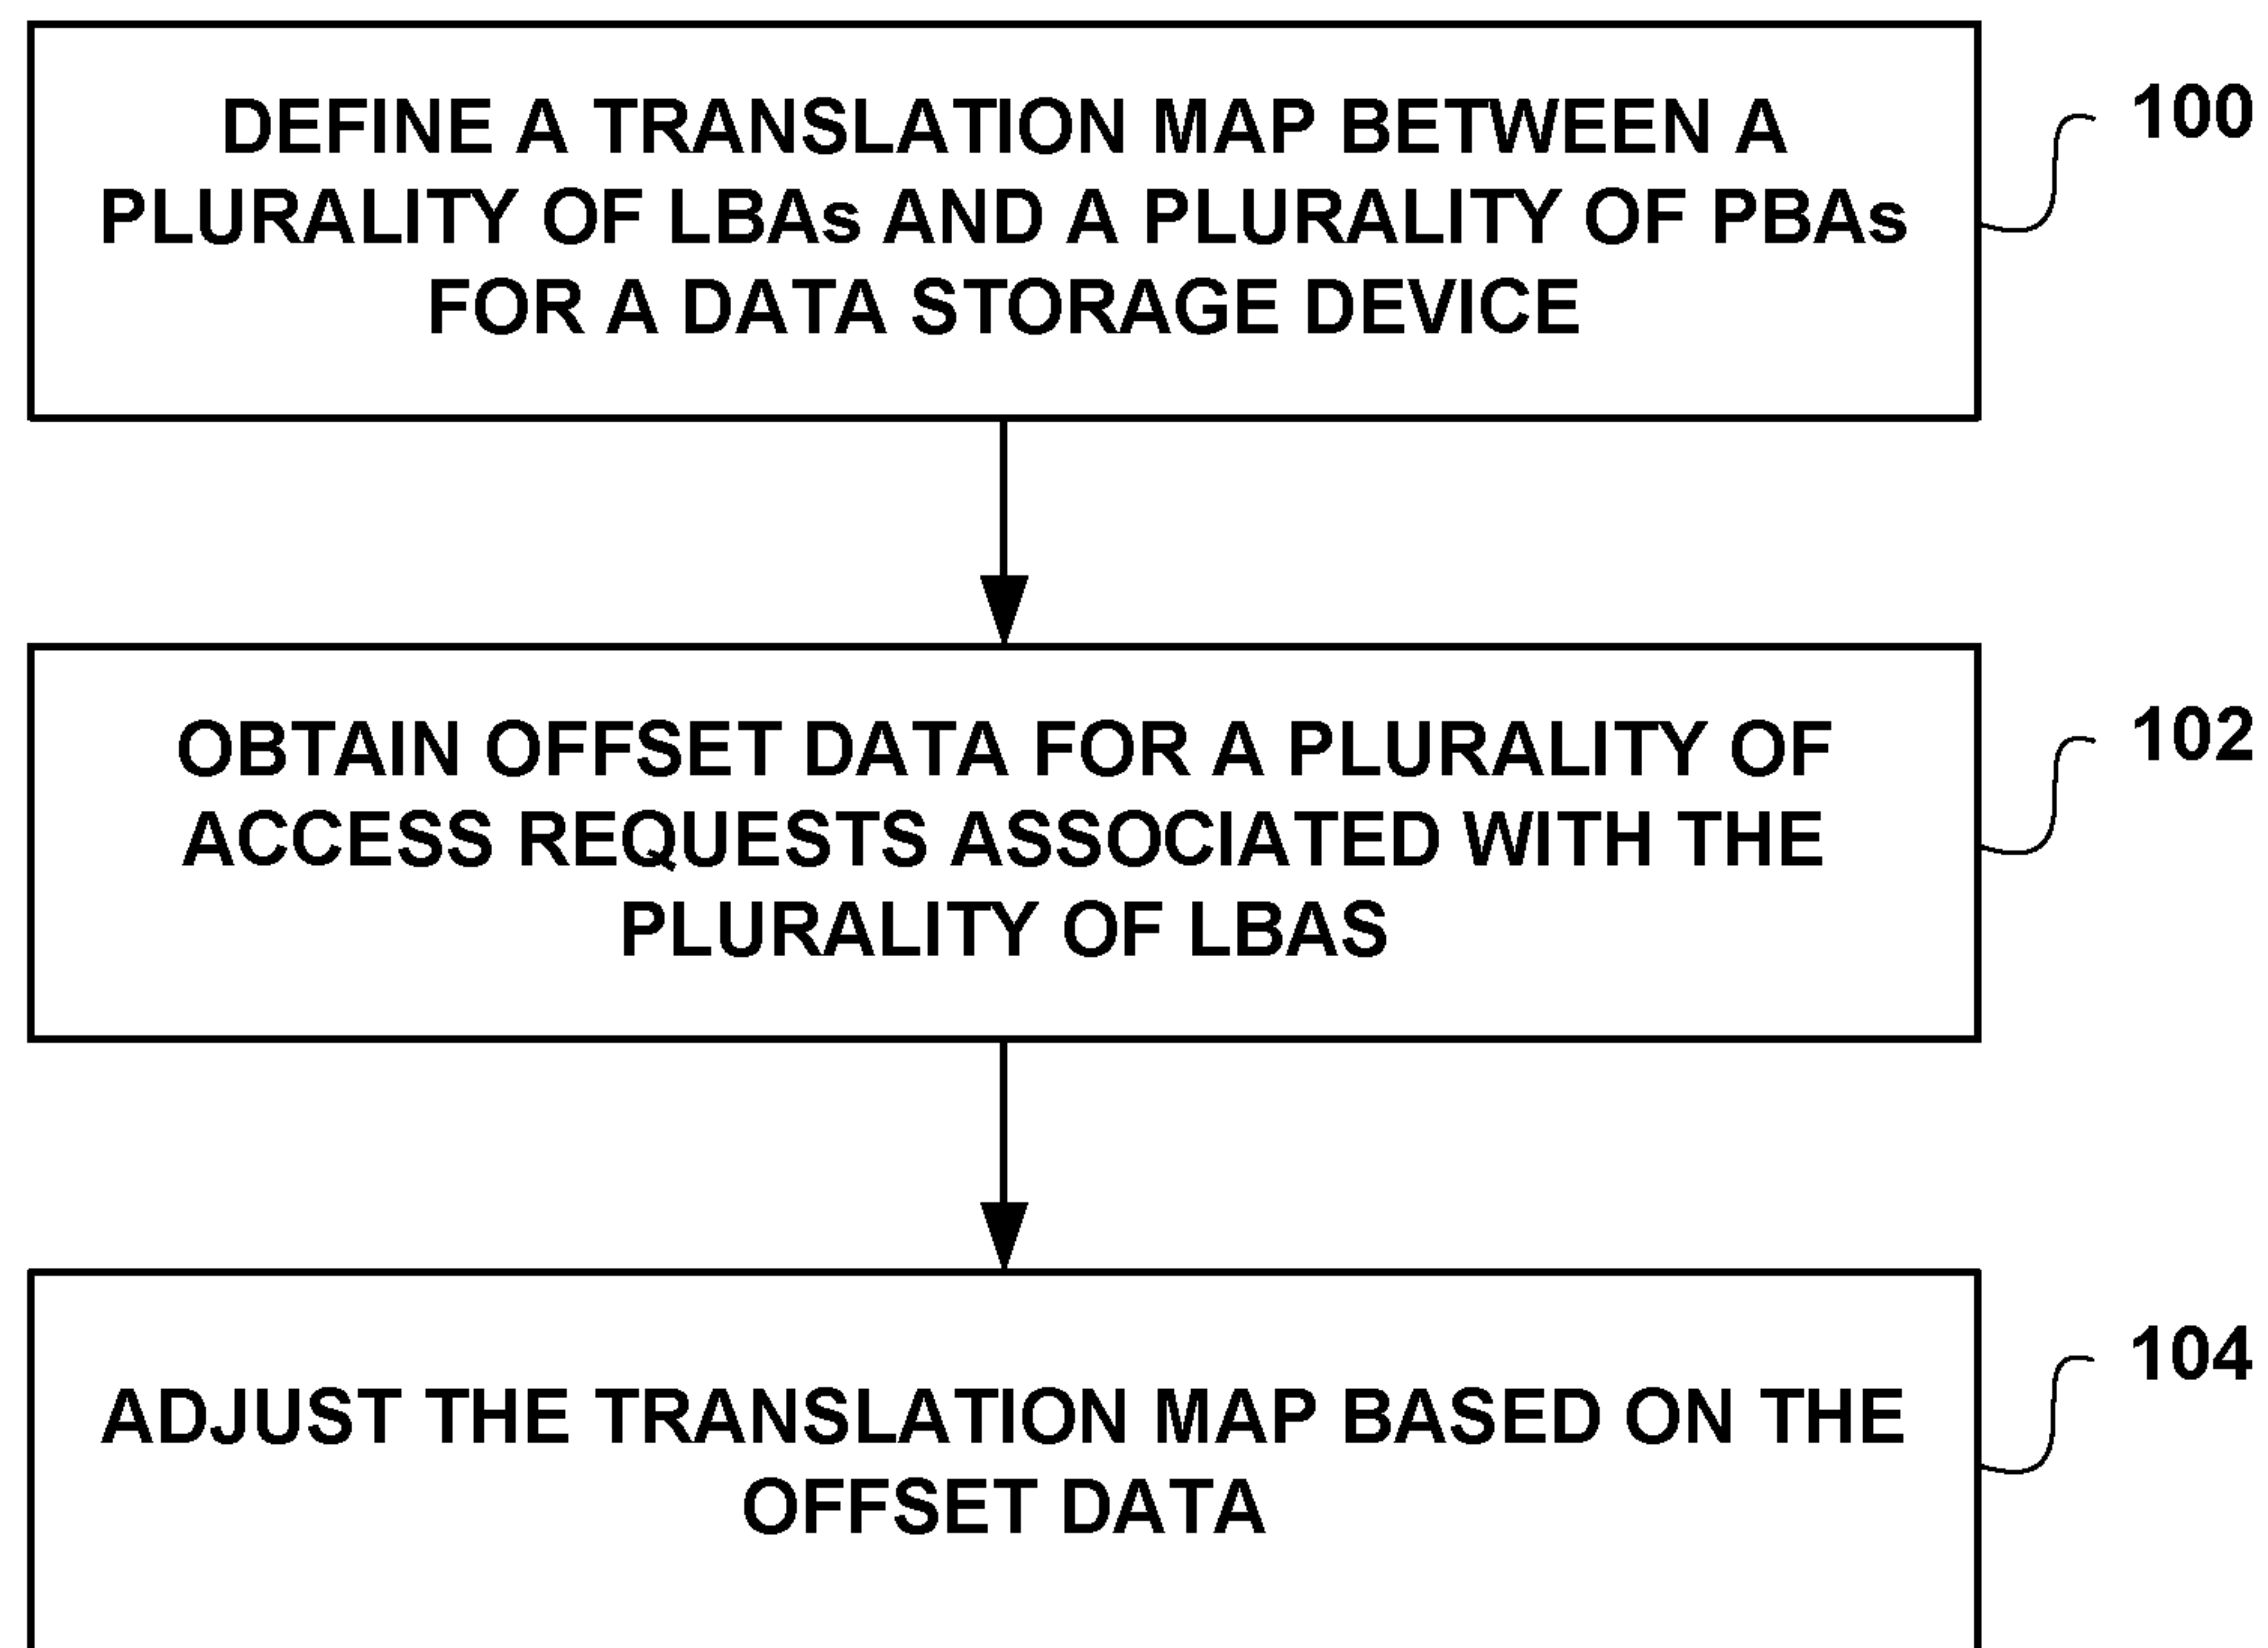 DEFINE A TRANSLATION MAP BETWEEN A
PLURALITY OF LBAs AND A PLURALITY OF PBAs
FOR A DATA STORAGE DEVICE
100
OBTAIN OFFSET DATA FOR A PLURALITY OF
ACCESS REQUESTS ASSOCIATED WITH THE
PLURALITY OF LBAS
102
ADJUST THE TRANSLATION MAP BASED ON THE
OFFSET DATA
104